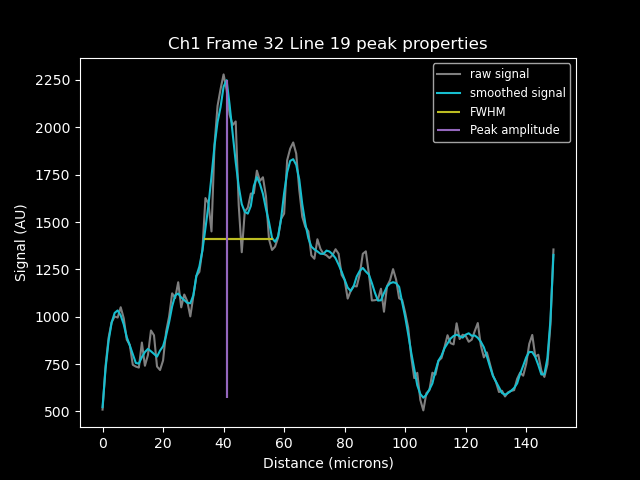 Ch1 Frame 32 Line 19 peak properties
raw signal
smoothed signal
FWHM
Peak amplitude
Signal (AU)
2250
2000
1750
1500
1250
1000
750
500
0 20 40 60 80 100 120 140
Distance (microns)